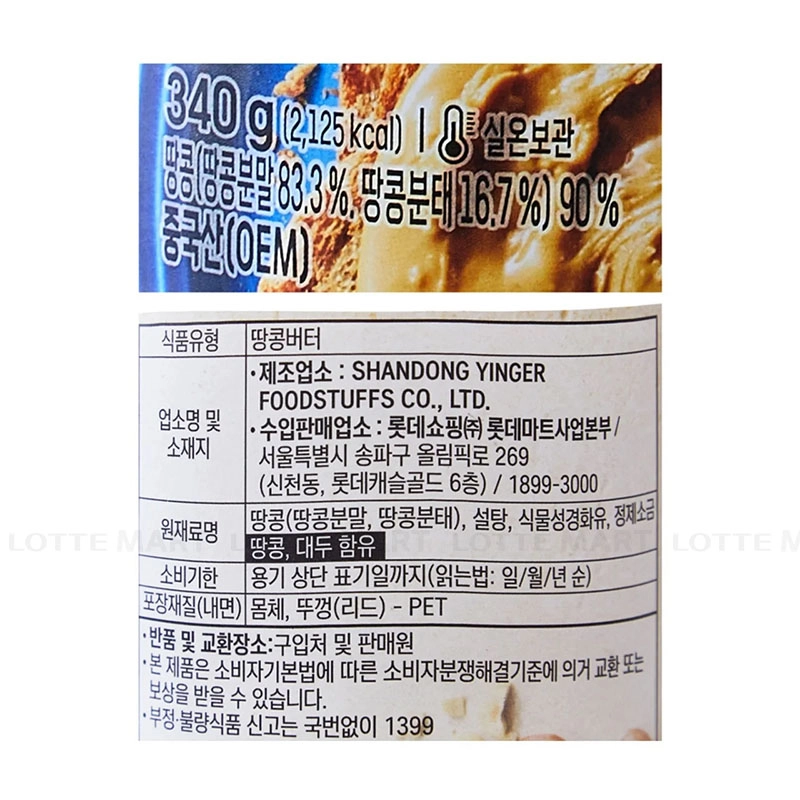 340 g (2,125 kcal) | 실온보관
땅콩(땅콩분말 83.3 %, 땅콩분태 16.7 %) 90 %
중국산(OEM)
식품유형 땅콩버터
업소명 및 소재지
· 제조업소 : SHANDONG YINGER
FOODSTUFFS CO., LTD.
· 수입판매업소 : 롯데쇼핑㈜ 롯데마트사업본부 /
서울특별시 송파구 올림픽로 269
(신천동, 롯데캐슬골드 6층) / 1899-3000
원재료명 땅콩(땅콩분말, 땅콩분태), 설탕, 식물성경화유, 정제소금
땅콩, 대두 함유
LOTTE MART LOTTE MART LOTTE MART
소비기한 용기 상단 표기일까지(읽는법: 일/월/년 순)
포장재질(내면) 몸체, 뚜껑(리드) - PET
· 반품 및 교환장소:구입처 및 판매원
· 본 제품은 소비자기본법에 따른 소비자분쟁해결기준에 의거 교환 또는
보상을 받을 수 있습니다.
· 부정·불량식품 신고는 국번없이 1399